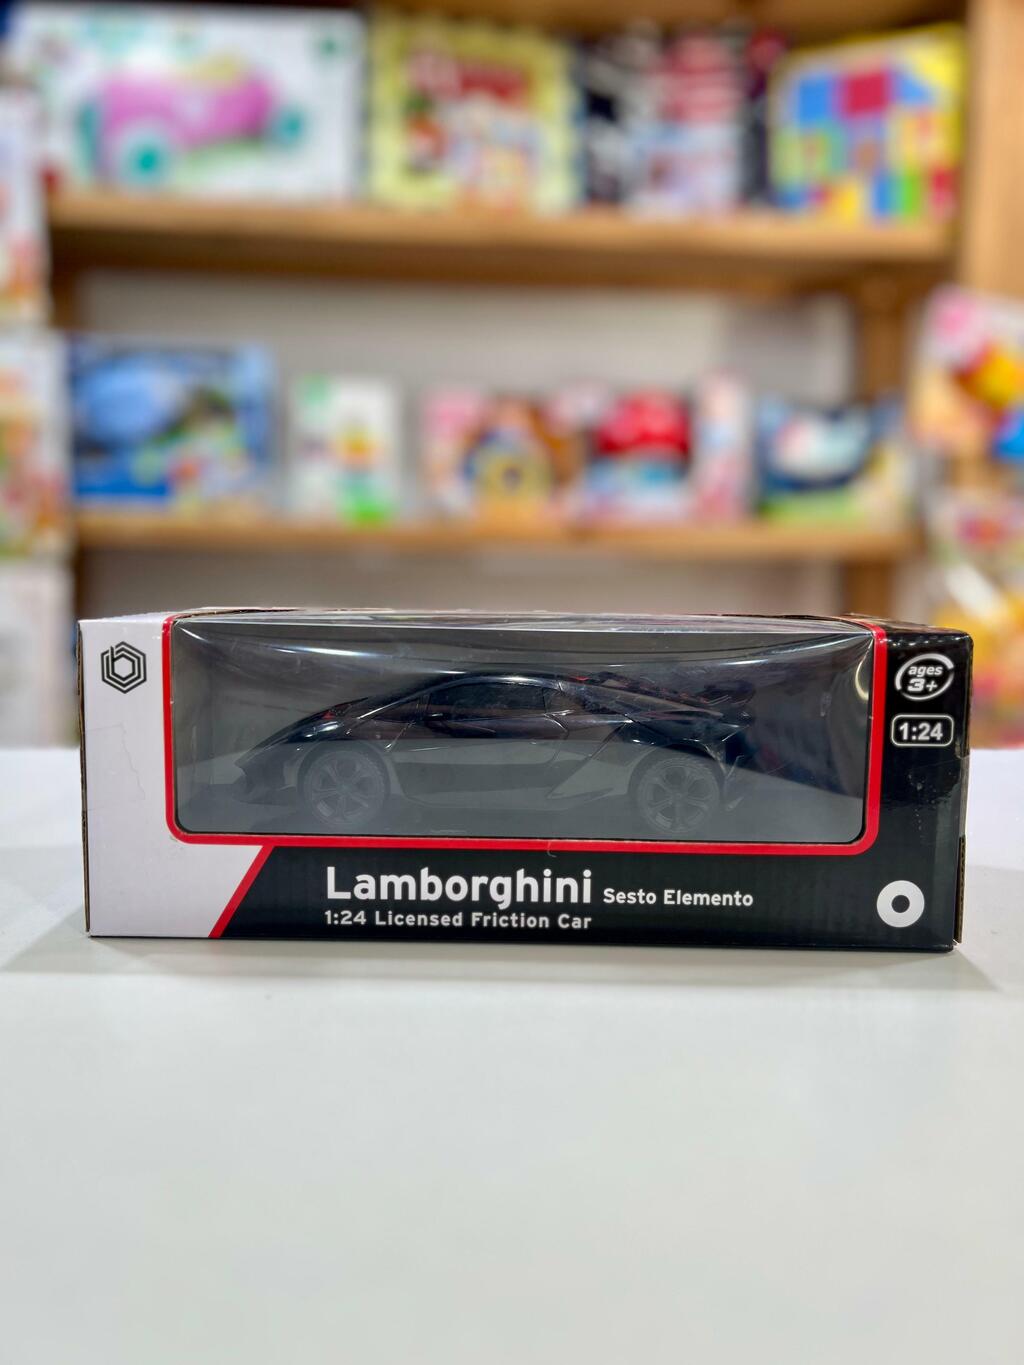 ages
3+
1:24
Lamborghini Sesto Elemento
1:24 Licensed Friction Car